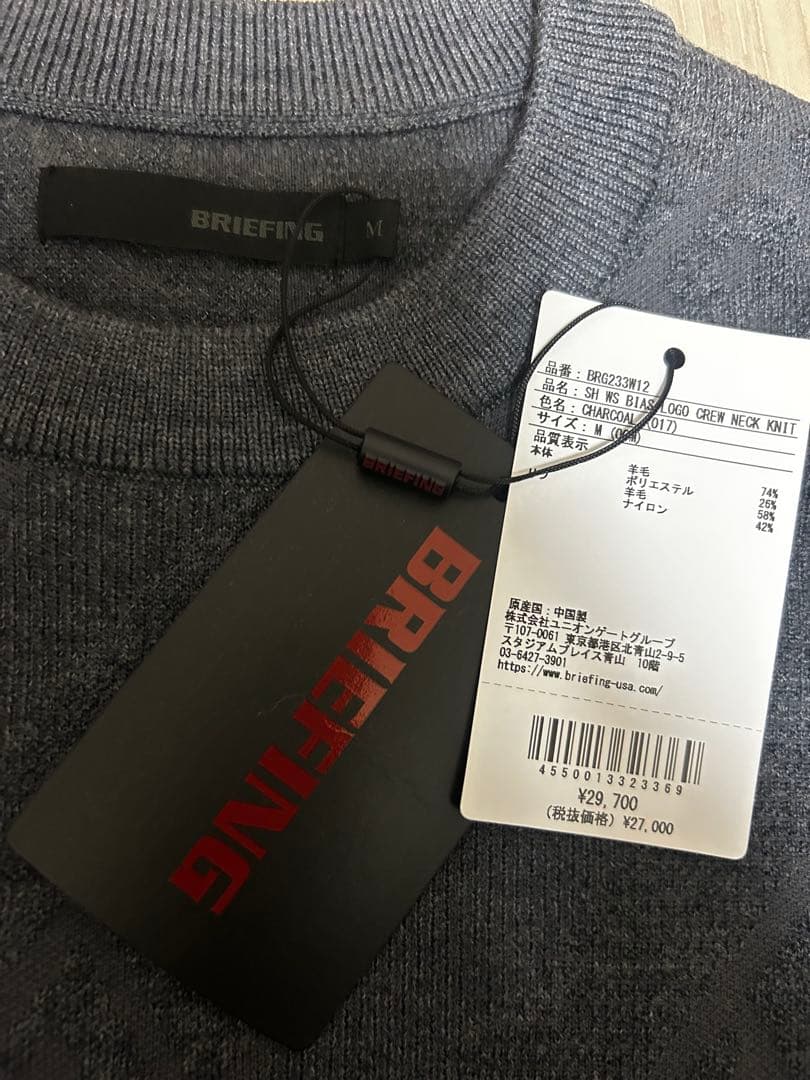 BRIEFING
M
BRIEFING
BRIEFING
品番：BRG233W12
品名：SH WS BIAS LOGO CREW NECK KNIT
色名：CHARCOAL (017)
サイズ：M
品質表示
本体 羊毛 74%
ポリエステル 26%
羊毛 58%
ナイロン 42%
原産国：中国製
株式会社ユニオンゲートグループ
〒107-0061 東京都港区北青山2-9-5
スタジアムプレイス青山 10階
03-6427-3901
https://www.briefing-usa.com/
4550013323369
¥29,700
(税抜価格) ¥27,000